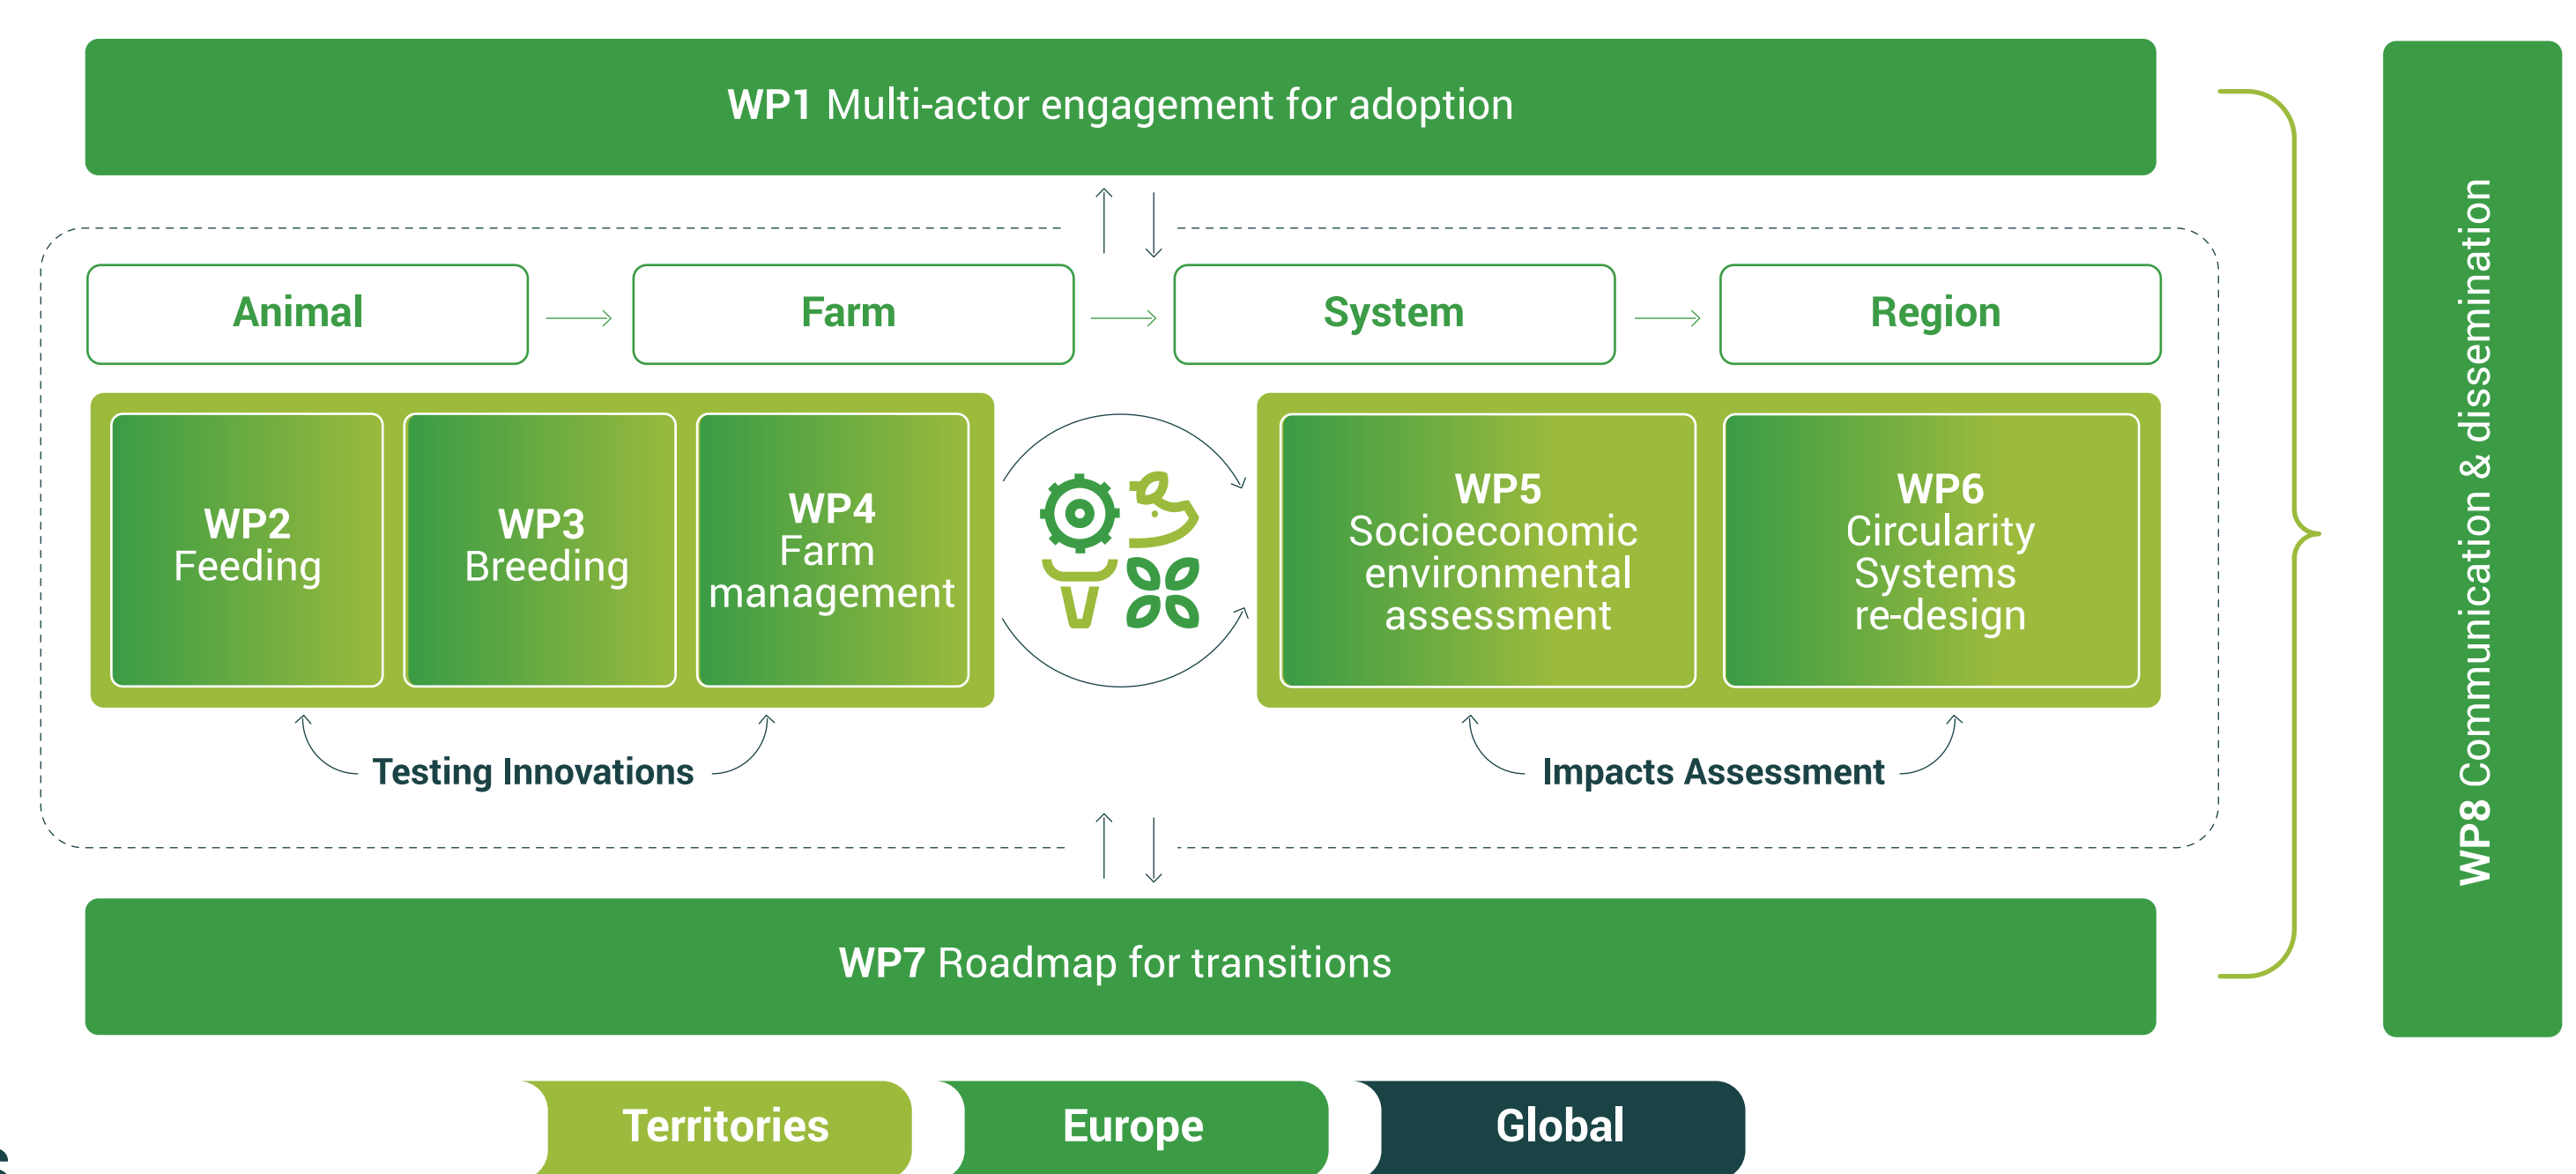 WP1 Multi-actor engagement for adoption
Animal
Farm
System
Region
WP2
Feeding
WP3
Breeding
WP4
Farm
management
WP5
Socioeconomic
environmental
assessment
WP6
Circularity
Systems
re-design
Testing Innovations
Impacts Assessment
WP7 Roadmap for transitions
WP8 Communication & dissemination
Territories
Europe
Global